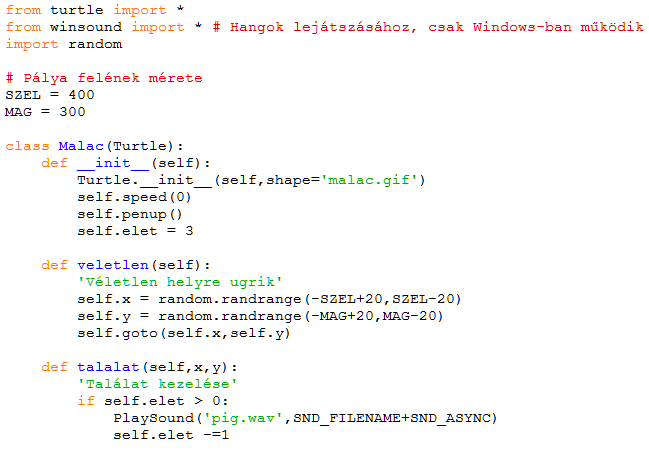 from turtle import *
from winsound import * # Hangok lejátszásához, csak Windows-ban működik
import random
# Pálya felének mérete
SZEL = 400
MAG = 300
class Malac(Turtle):
    def __init__(self):
        Turtle.__init__(self,shape='malac.gif')
        self.speed(0)
        self.penup()
        self.elet = 3
    def veletlen(self):
        'Véletlen helyre ugrik'
        self.x = random.randrange(-SZEL+20,SZEL-20)
        self.y = random.randrange(-MAG+20,MAG-20)
        self.goto(self.x,self.y)
    def talalat(self,x,y):
        'Találat kezelése'
        if self.elet > 0:
            PlaySound('pig.wav',SND_FILENAME+SND_ASYNC)
            self.elet -=1